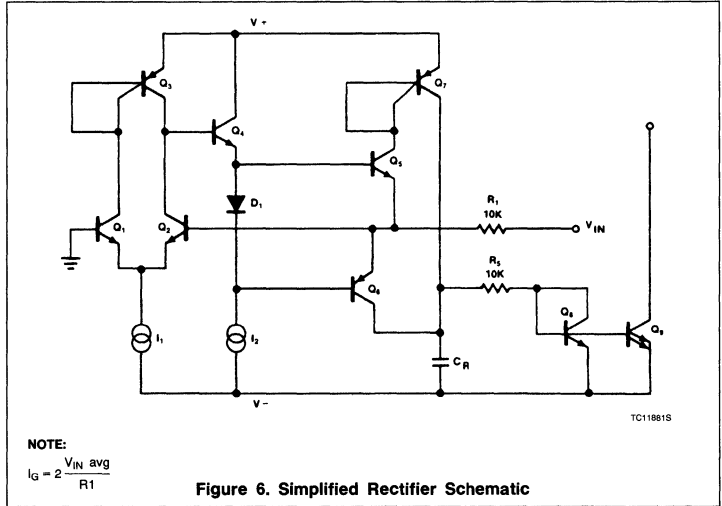 V +
Q3
Q7
Q4
Q5
D1
R1
10K
VIN
Q1
Q2
R5
10K
Q6
Q8
Q9
I1
I2
CR
V −
TC11881S
NOTE:
IG = 2 VIN avg
R1
Figure 6. Simplified Rectifier Schematic